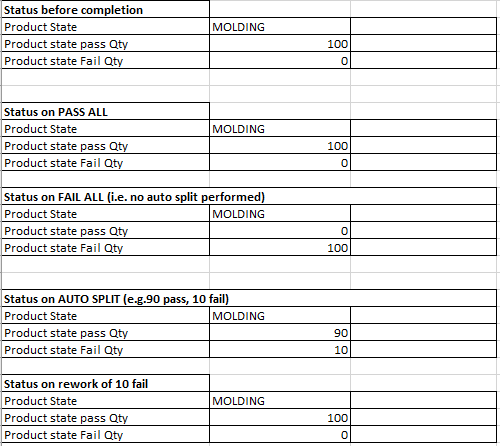 Status before completion
Product State MOLDING
Product state pass Qty 100
Product state Fail Qty 0
Status on PASS ALL
Product State MOLDING
Product state pass Qty 100
Product state Fail Qty 0
Status on FAIL ALL (i.e. no auto split performed)
Product State MOLDING
Product state pass Qty 0
Product state Fail Qty 100
Status on AUTO SPLIT (e.g.90 pass, 10 fail)
Product State MOLDING
Product state pass Qty 90
Product state Fail Qty 10
Status on rework of 10 fail
Product State MOLDING
Product state pass Qty 100
Product state Fail Qty 0